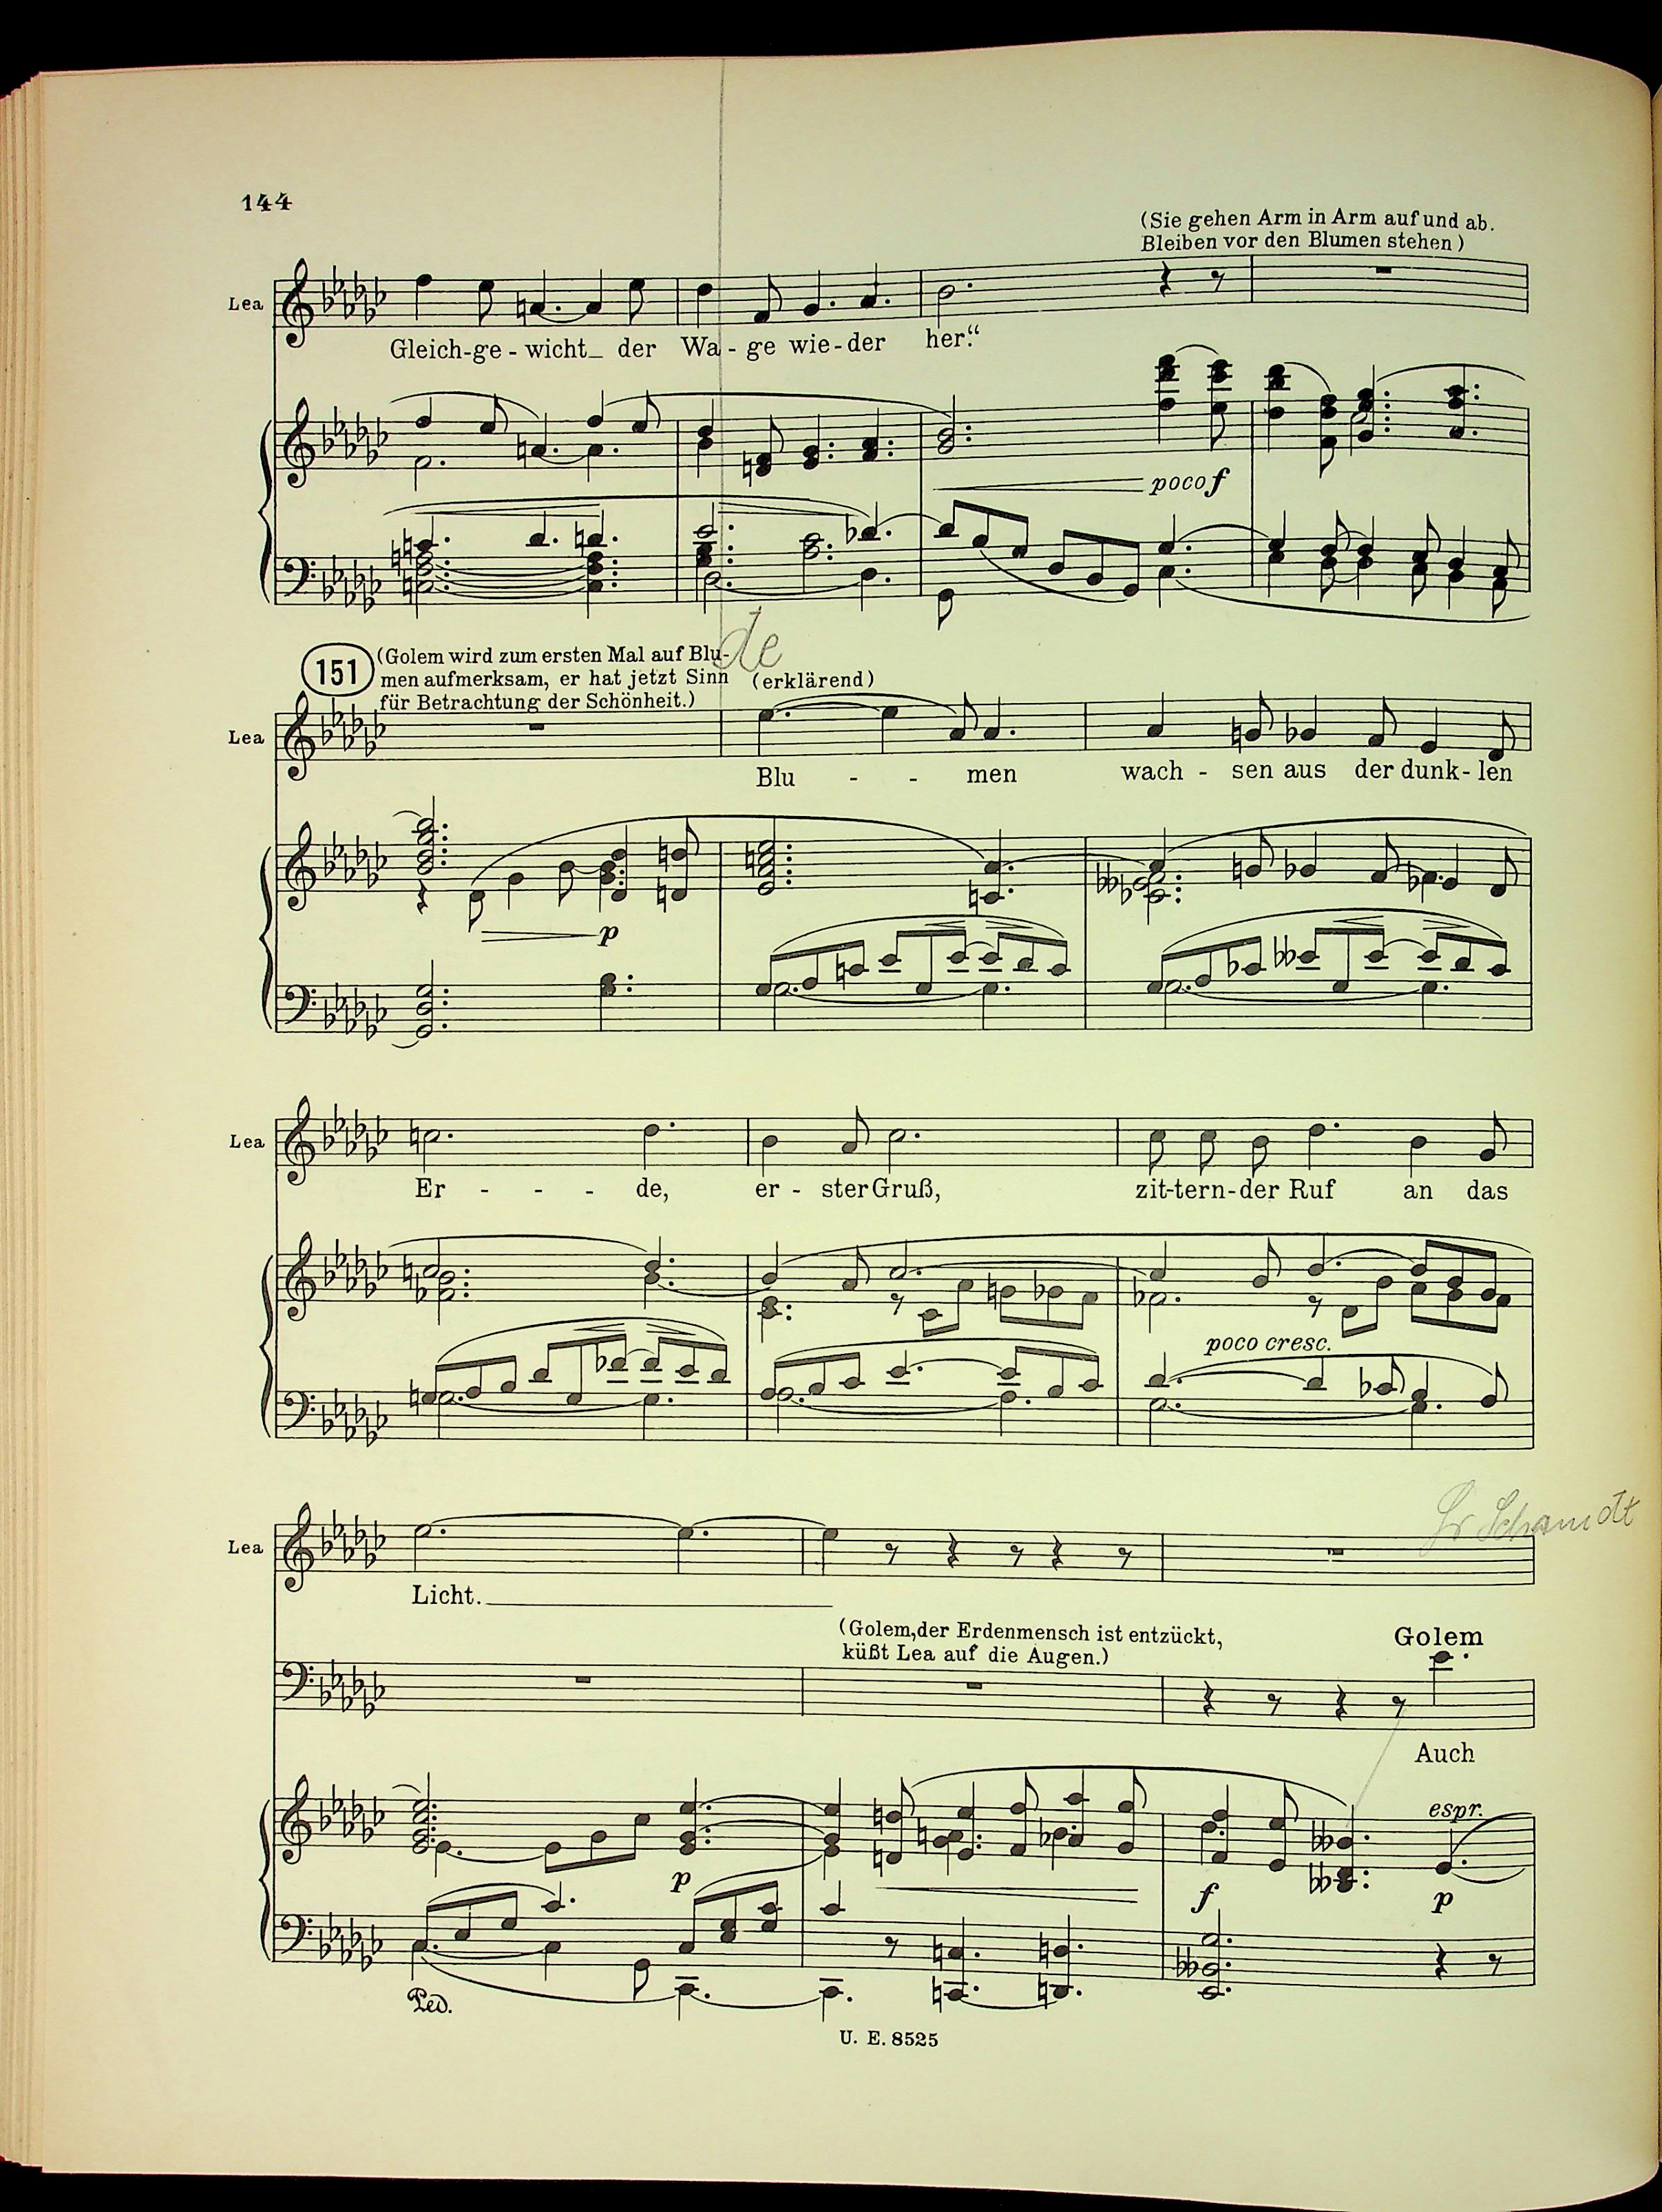 144
(Sie gehen Arm in Arm auf und ab.
Bleiben vor den Blumen stehen)
Lea
Gleich-ge-wicht_ der Wa-ge wie-der her."
poco f
de
151 (Golem wird zum ersten Mal auf Blu-
men aufmerksam, er hat jetzt Sinn
für Betrachtung der Schönheit.)
(erklärend)
Lea
Blu - - men wach - sen aus der dunk-len
p
Lea
Er - - - de, er - ster Gruß, zit-tern-der Ruf an das
poco cresc.
Lea
Licht.
(Golem, der Erdenmensch ist entzückt,
küßt Lea auf die Augen.)
Golem
Auch
espr.
p f p
Ped.
U. E. 8525